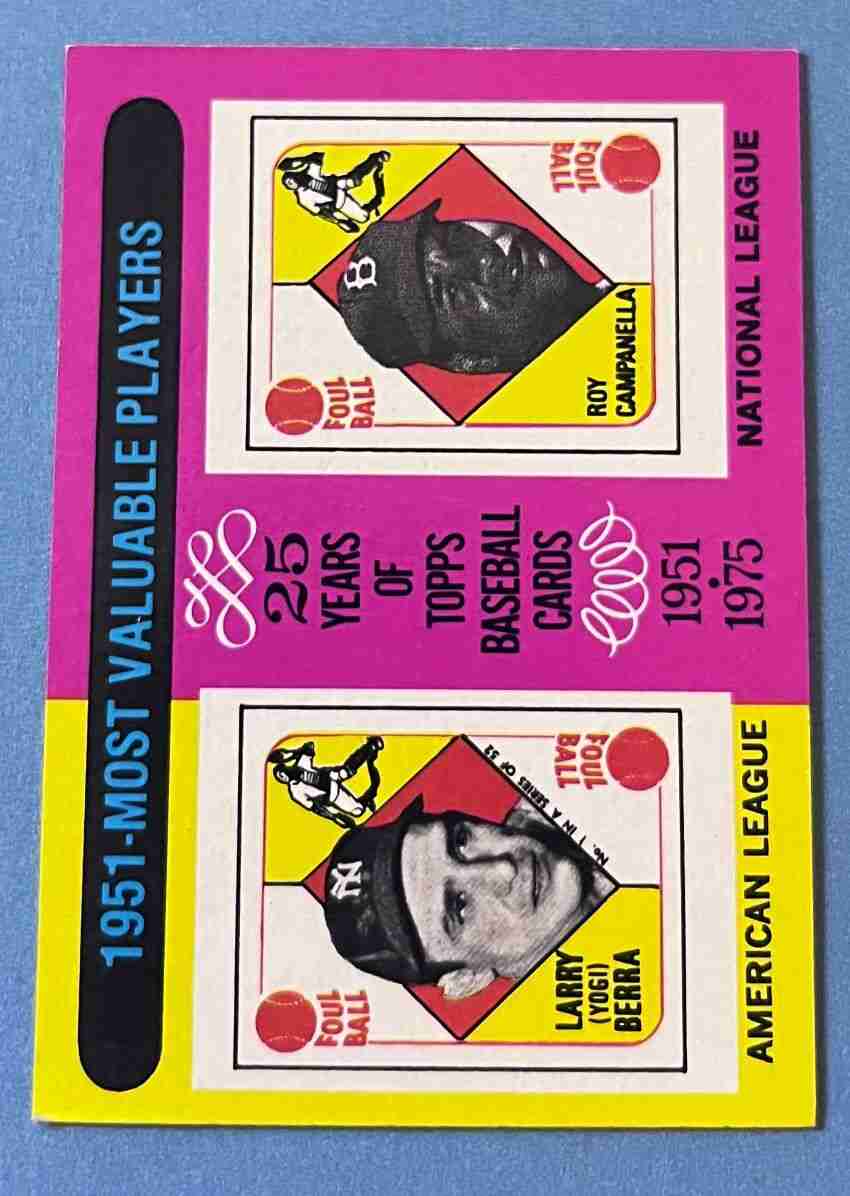 1951-MOST VALUABLE PLAYERS
FOUL
BALL
NY
No. 1 IN A SERIES OF 52
LARRY
(YOGI)
BERRA
FOUL
BALL
AMERICAN LEAGUE
25
YEARS
OF
TOPPS
BASEBALL
CARDS
1951
•
1975
FOUL
BALL
B
ROY
CAMPANELLA
FOUL
BALL
NATIONAL LEAGUE